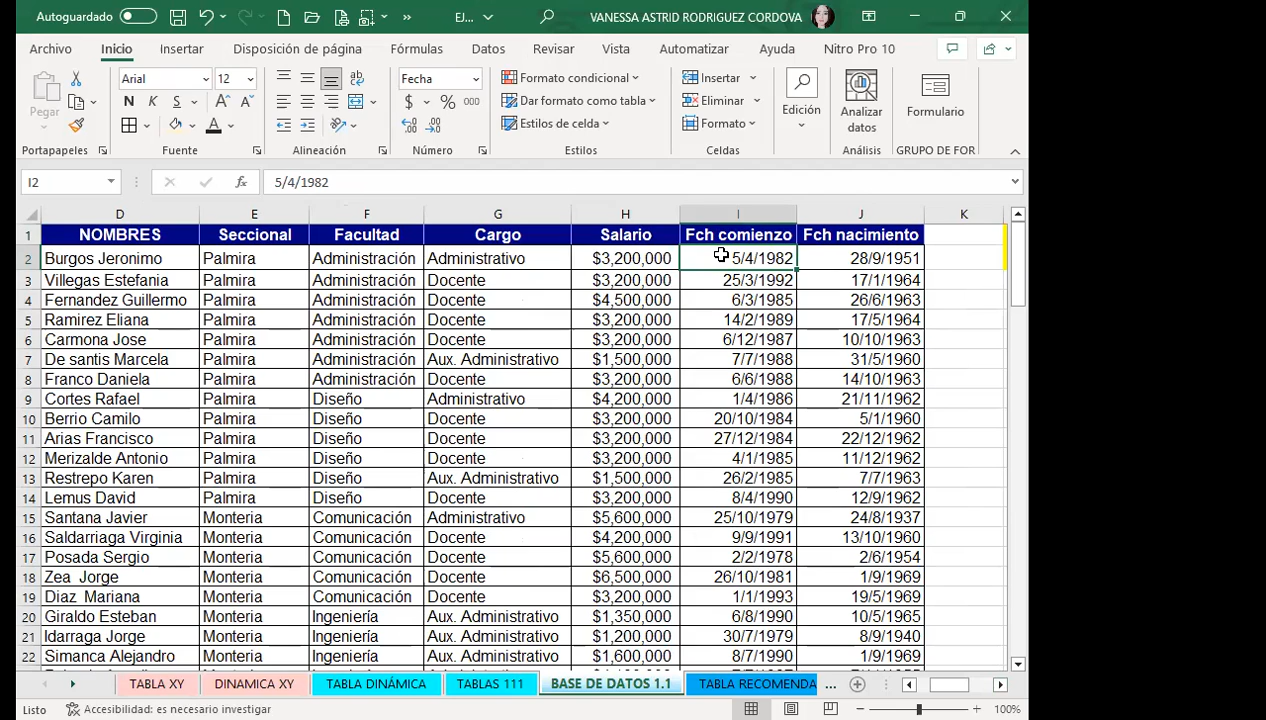 Autoguardado EJ... VANESSA ASTRID RODRIGUEZ CORDOVA
Archivo Inicio Insertar Disposición de página Fórmulas Datos Revisar Vista Automatizar Ayuda Nitro Pro 10
Pegar Arial 12 Fecha Formato condicional Insertar Edición Analizar datos Formulario
N K S $ % 000 Dar formato como tabla Eliminar
Estilos de celda Formato
Portapapeles Fuente Alineación Número Estilos Celdas Análisis GRUPO DE FOR
I2 fx 5/4/1982
D E F G H I J K
1 NOMBRES Seccional Facultad Cargo Salario Fch comienzo Fch nacimiento
2 Burgos Jeronimo Palmira Administración Administrativo $3,200,000 5/4/1982 28/9/1951
3 Villegas Estefania Palmira Administración Docente $3,200,000 25/3/1992 17/1/1964
4 Fernandez Guillermo Palmira Administración Docente $4,500,000 6/3/1985 26/6/1963
5 Ramirez Eliana Palmira Administración Docente $3,200,000 14/2/1989 17/5/1964
6 Carmona Jose Palmira Administración Docente $3,200,000 6/12/1987 10/10/1963
7 De santis Marcela Palmira Administración Aux. Administrativo $1,500,000 7/7/1988 31/5/1960
8 Franco Daniela Palmira Administración Docente $3,200,000 6/6/1988 14/10/1963
9 Cortes Rafael Palmira Diseño Administrativo $4,200,000 1/4/1986 21/11/1962
10 Berrio Camilo Palmira Diseño Docente $3,200,000 20/10/1984 5/1/1960
11 Arias Francisco Palmira Diseño Docente $3,200,000 27/12/1984 22/12/1962
12 Merizalde Antonio Palmira Diseño Docente $3,200,000 4/1/1985 11/12/1962
13 Restrepo Karen Palmira Diseño Aux. Administrativo $1,500,000 26/2/1985 7/7/1963
14 Lemus David Palmira Diseño Docente $3,200,000 8/4/1990 12/9/1962
15 Santana Javier Monteria Comunicación Administrativo $5,600,000 25/10/1979 24/8/1937
16 Saldarriaga Virginia Monteria Comunicación Docente $4,200,000 9/9/1991 13/10/1960
17 Posada Sergio Monteria Comunicación Docente $5,600,000 2/2/1978 2/6/1954
18 Zea Jorge Monteria Comunicación Docente $6,500,000 26/10/1981 1/9/1969
19 Diaz Mariana Monteria Comunicación Docente $3,200,000 1/1/1993 19/5/1969
20 Giraldo Esteban Monteria Ingeniería Aux. Administrativo $1,350,000 6/8/1990 10/5/1965
21 Idarraga Jorge Monteria Ingeniería Aux. Administrativo $1,200,000 30/7/1979 8/9/1940
22 Simanca Alejandro Monteria Ingeniería Aux. Administrativo $1,600,000 8/7/1990 1/9/1969
TABLA XY DINAMICA XY TABLA DINÁMICA TABLAS 111 BASE DE DATOS 1.1 TABLA RECOMENDA ...
Listo Accesibilidad: es necesario investigar 100%